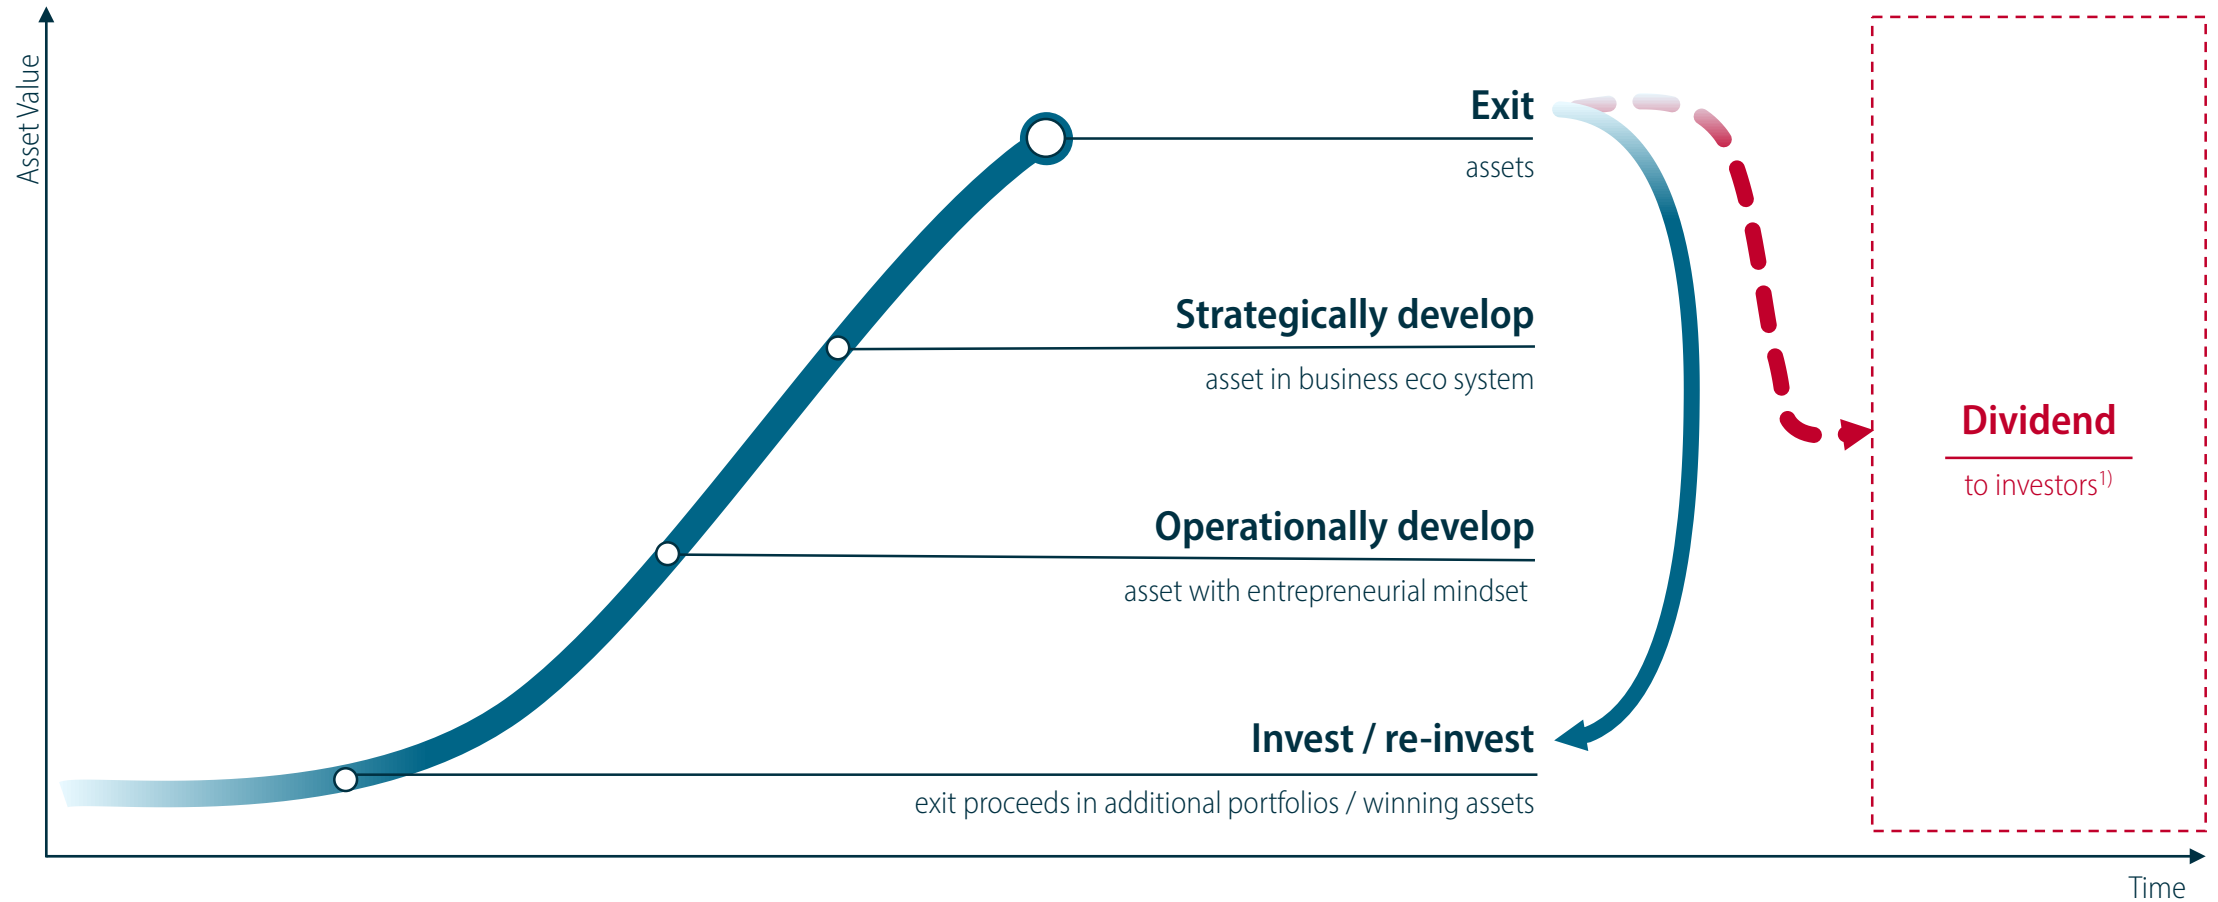 Asset Value
Exit
assets
Strategically develop
asset in business eco system
Operationally develop
asset with entrepreneurial mindset
Invest / re-invest
exit proceeds in additional portfolios / winning assets
Dividend
to investors¹⁾
Time